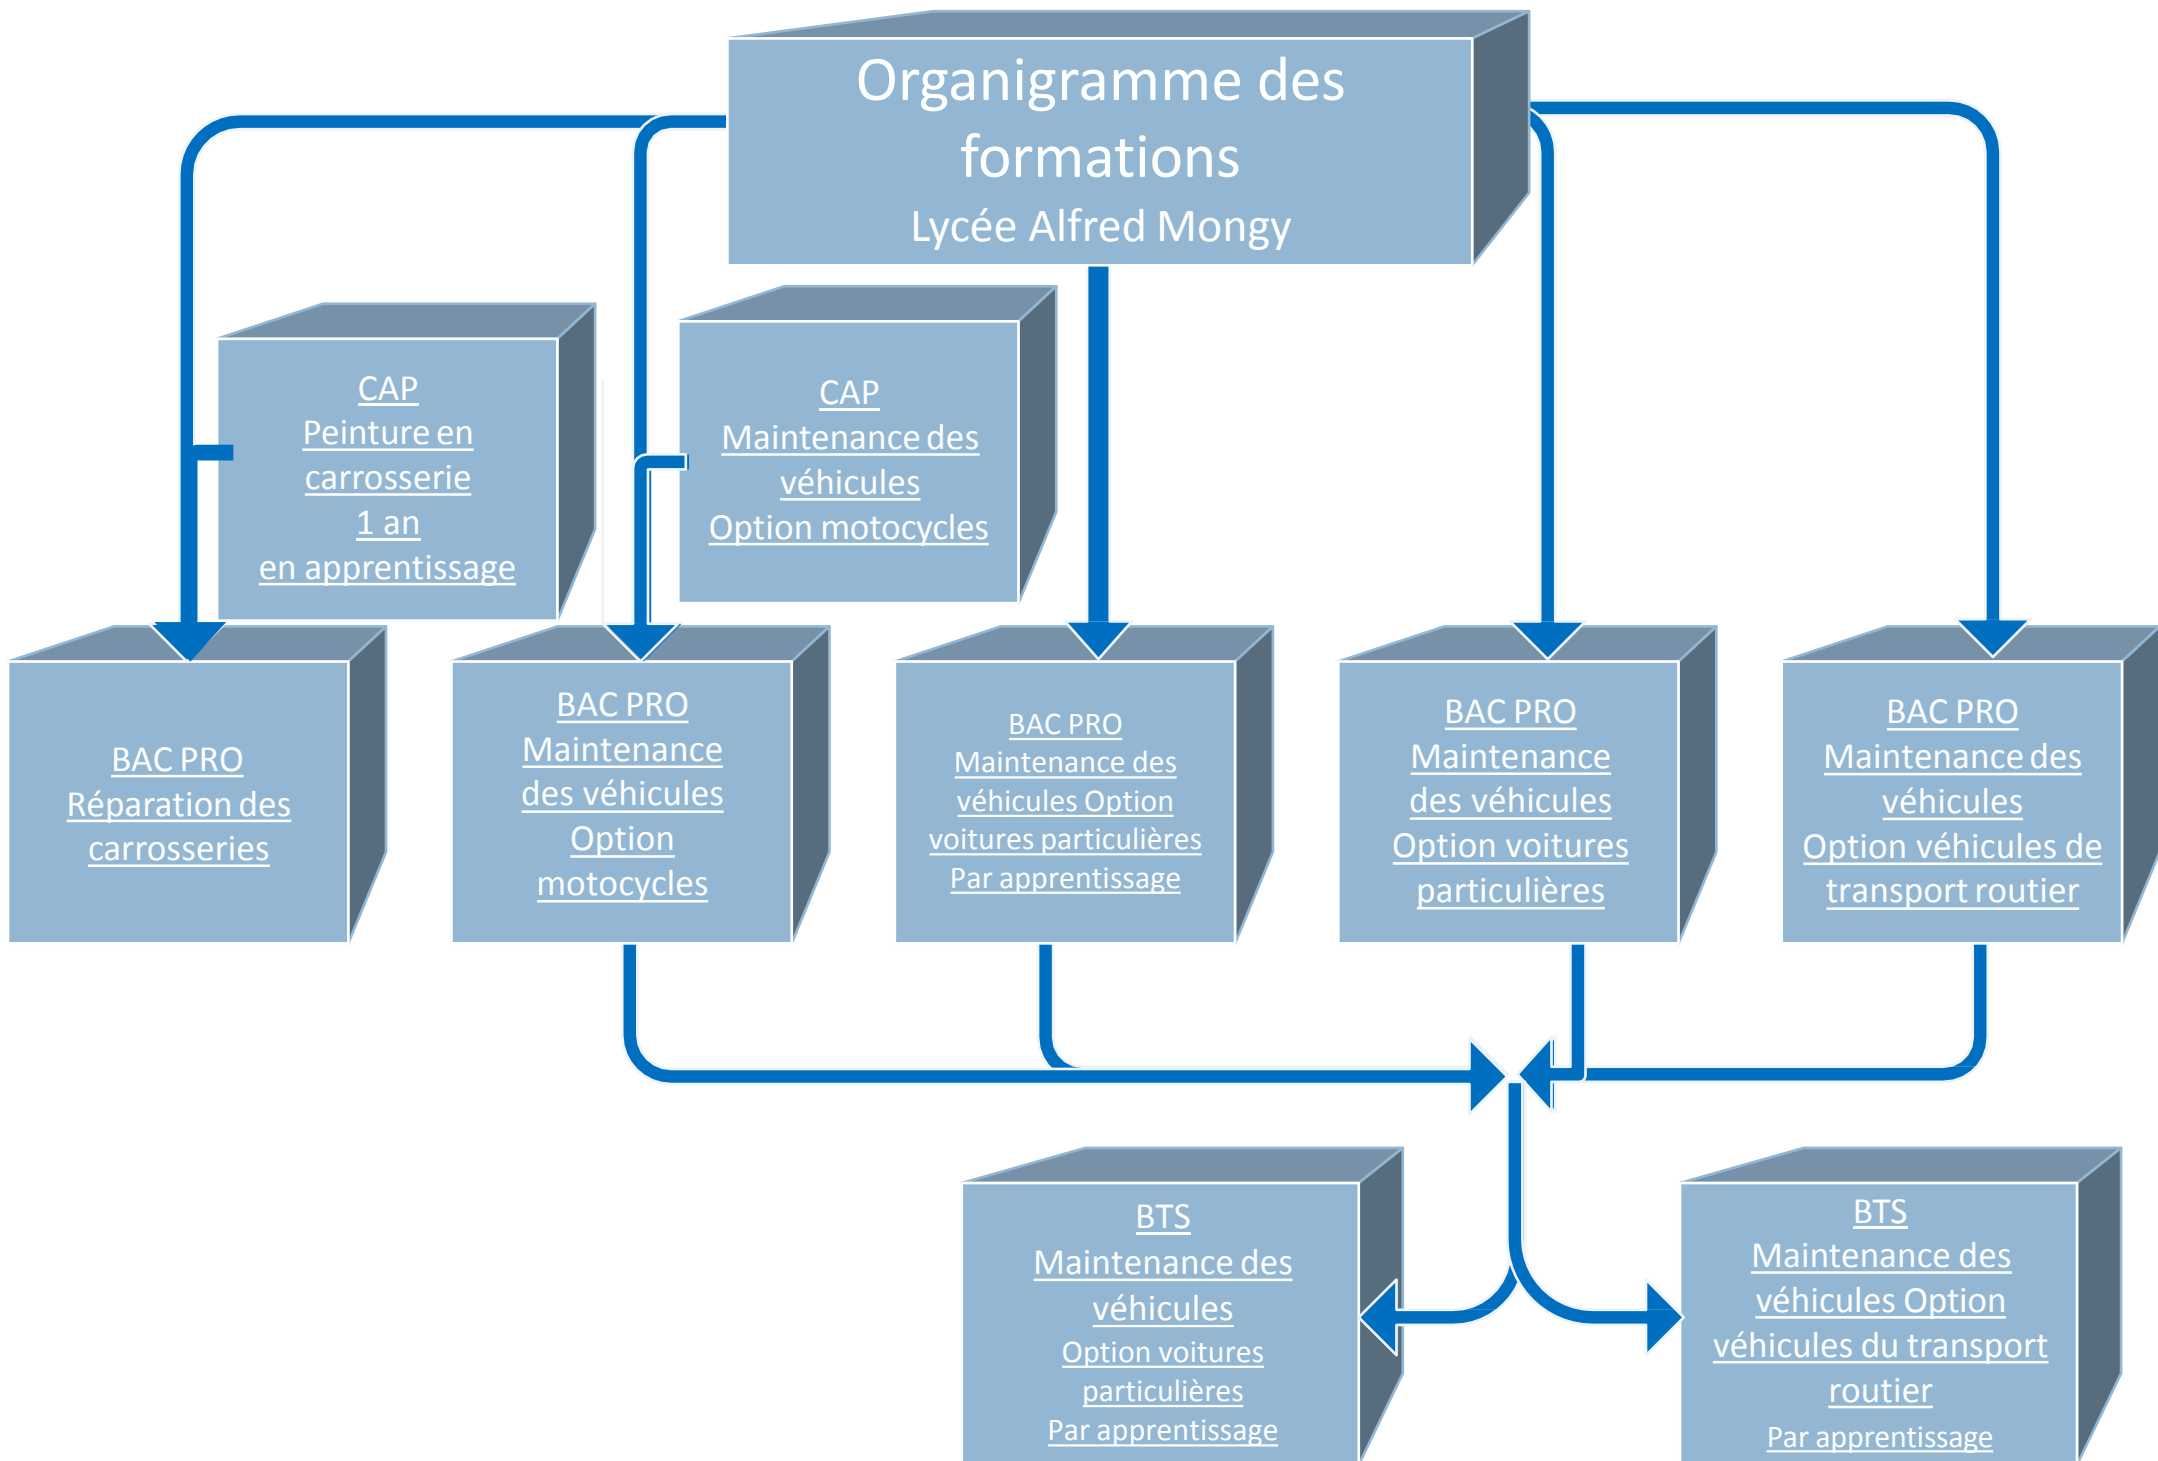 Organigramme des
formations
Lycée Alfred Mongy
CAP
Peinture en
carrosserie
1 an
en apprentissage
CAP
Maintenance des
véhicules
Option motocycles
BAC PRO
Réparation des
carrosseries
BAC PRO
Maintenance
des véhicules
Option
motocycles
BAC PRO
Maintenance des
véhicules Option
voitures particulières
Par apprentissage
BAC PRO
Maintenance
des véhicules
Option voitures
particulières
BAC PRO
Maintenance des
véhicules
Option véhicules de
transport routier
BTS
Maintenance des
véhicules
Option voitures
particulières
Par apprentissage
BTS
Maintenance des
véhicules Option
véhicules du transport
routier
Par apprentissage